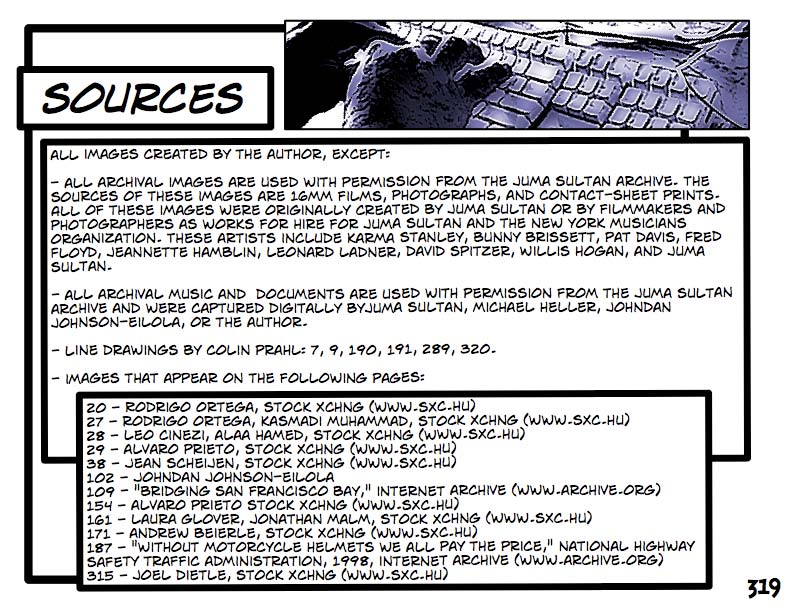 SOURCES
ALL IMAGES CREATED BY THE AUTHOR, EXCEPT:
- ALL ARCHIVAL IMAGES ARE USED WITH PERMISSION FROM THE JUMA SULTAN ARCHIVE. THE
SOURCES OF THESE IMAGES ARE 16MM FILMS, PHOTOGRAPHS, AND CONTACT-SHEET PRINTS.
ALL OF THESE IMAGES WERE ORIGINALLY CREATED BY JUMA SULTAN OR BY FILMMAKERS AND
PHOTOGRAPHERS AS WORKS FOR HIRE FOR JUMA SULTAN AND THE NEW YORK MUSICIANS
ORGANIZATION. THESE ARTISTS INCLUDE KARMA STANLEY, BUNNY BRISSETT, PAT DAVIS, FRED
FLOYD, JEANNETTE HAMBLIN, LEONARD LADNER, DAVID SPITZER, WILLIS HOGAN, AND JUMA
SULTAN.
- ALL ARCHIVAL MUSIC AND  DOCUMENTS ARE USED WITH PERMISSION FROM THE JUMA SULTAN
ARCHIVE AND WERE CAPTURED DIGITALLY BYJUMA SULTAN, MICHAEL HELLER, JOHNDAN
JOHNSON-EILOLA, OR THE AUTHOR.
- LINE DRAWINGS BY COLIN PRAHL: 7, 9, 190, 191, 289, 320.
- IMAGES THAT APPEAR ON THE FOLLOWING PAGES:
20 - RODRIGO ORTEGA, STOCK XCHNG (WWW.SXC.HU)
27 - RODRIGO ORTEGA, KASMADI MUHAMMAD, STOCK XCHNG (WWW.SXC.HU)
28 - LEO CINEZI, ALAA HAMED, STOCK XCHNG (WWW.SXC.HU)
29 - ALVARO PRIETO, STOCK XCHNG (WWW.SXC.HU)
38 - JEAN SCHEIJEN, STOCK XCHNG (WWW.SXC.HU)
102 - JOHNDAN JOHNSON-EILOLA
109 - "BRIDGING SAN FRANCISCO BAY," INTERNET ARCHIVE (WWW.ARCHIVE.ORG)
154 - ALVARO PRIETO STOCK XCHNG (WWW.SXC.HU)
161 - LAURA GLOVER, JONATHAN MALM, STOCK XCHNG (WWW.SXC.HU)
171 - ANDREW BEIERLE, STOCK XCHNG (WWW.SXC.HU)
187 - "WITHOUT MOTORCYCLE HELMETS WE ALL PAY THE PRICE," NATIONAL HIGHWAY
SAFETY TRAFFIC ADMINISTRATION, 1998, INTERNET ARCHIVE (WWW.ARCHIVE.ORG)
315 - JOEL DIETLE, STOCK XCHNG (WWW.SXC.HU)
319